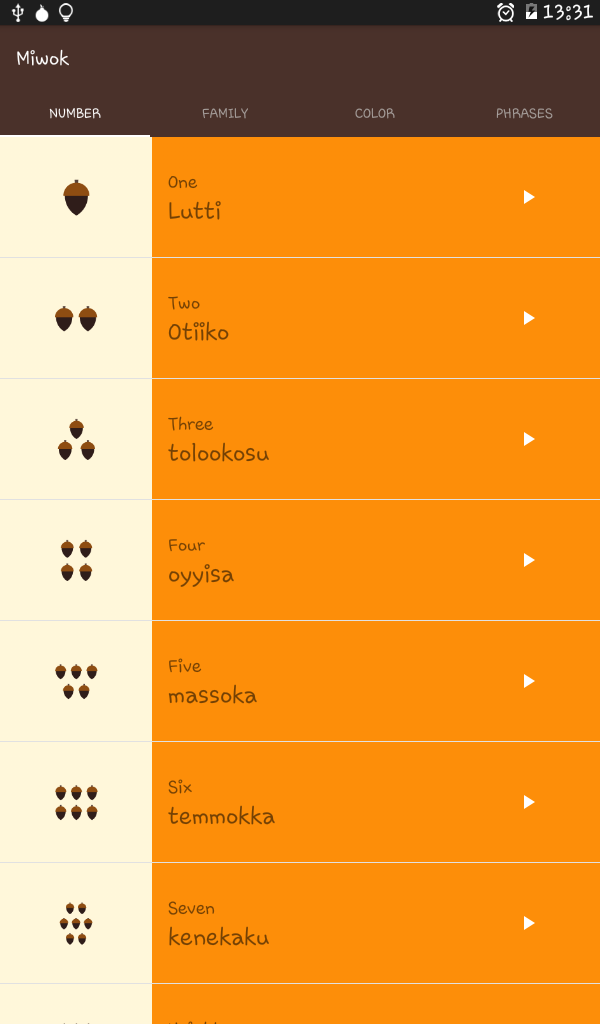 13:31
Miwok
NUMBER FAMILY COLOR PHRASES
One
Lutti
Two
Otiiko
Three
tolookosu
Four
oyyisa
Five
massoka
Six
temmokka
Seven
kenekaku